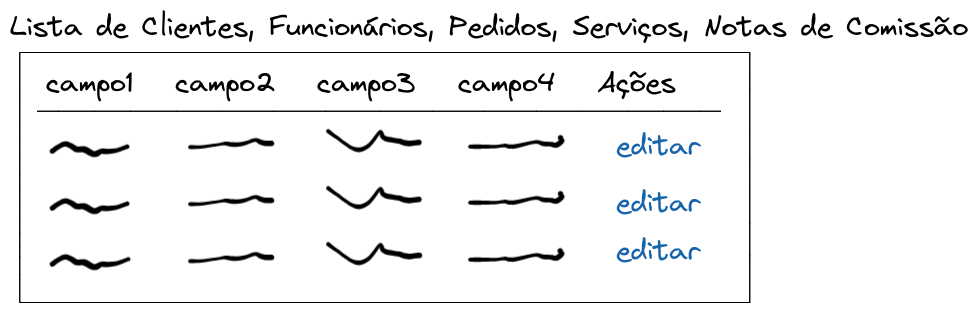 Lista de Clientes, Funcionários, Pedidos, Serviços, Notas de Comissão
campo1 campo2 campo3 campo4 Ações
editar
editar
editar